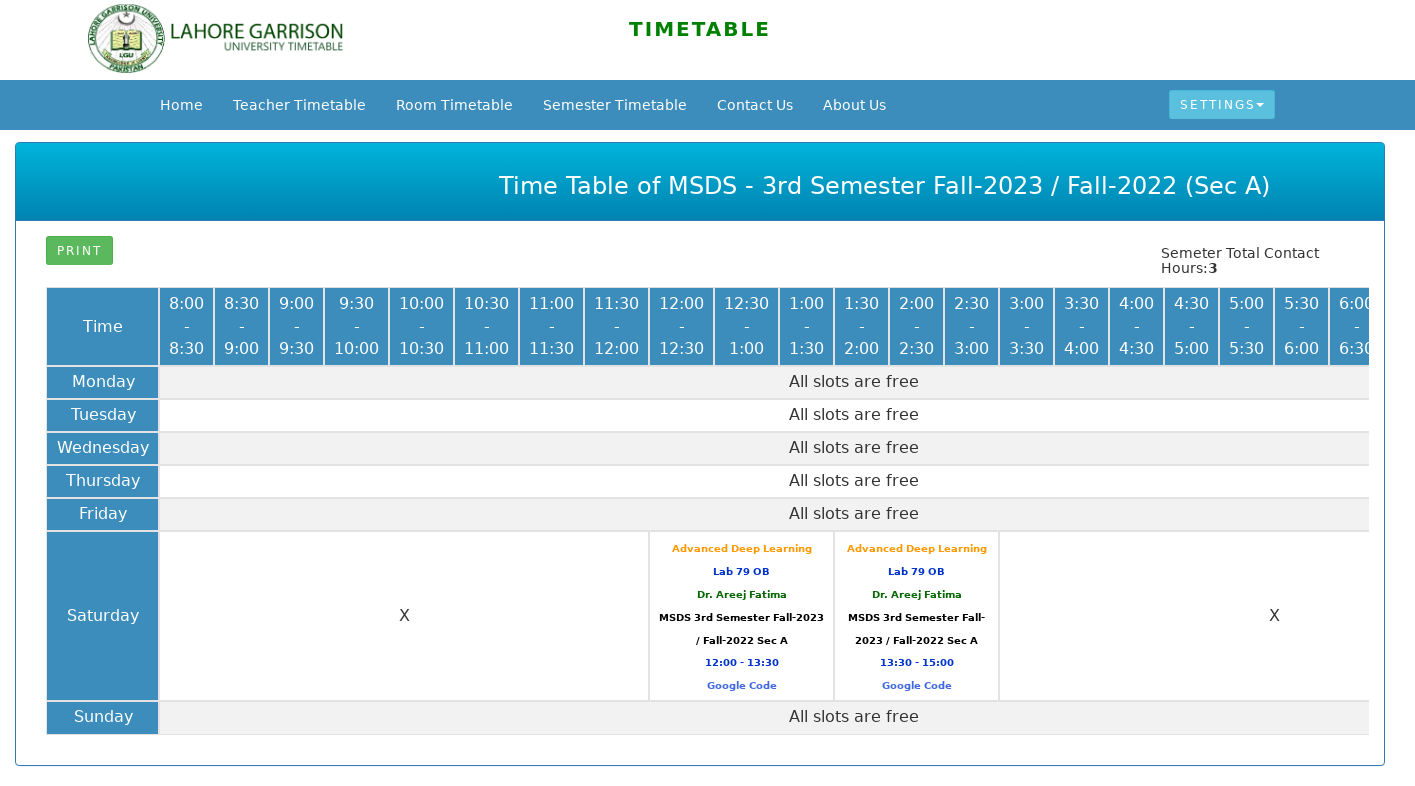 LAHORE GARRISON UNIVERSITY
LGU
PAKISTAN
LAHORE GARRISON
UNIVERSITY TIMETABLE
TIMETABLE
Home Teacher Timetable Room Timetable Semester Timetable Contact Us About Us SETTINGS
Time Table of MSDS - 3rd Semester Fall-2023 / Fall-2022 (Sec A)
PRINT
Semeter Total Contact
Hours:3
Time
8:00 - 8:30
8:30 - 9:00
9:00 - 9:30
9:30 - 10:00
10:00 - 10:30
10:30 - 11:00
11:00 - 11:30
11:30 - 12:00
12:00 - 12:30
12:30 - 1:00
1:00 - 1:30
1:30 - 2:00
2:00 - 2:30
2:30 - 3:00
3:00 - 3:30
3:30 - 4:00
4:00 - 4:30
4:30 - 5:00
5:00 - 5:30
5:30 - 6:00
6:00 - 6:30
Monday All slots are free
Tuesday All slots are free
Wednesday All slots are free
Thursday All slots are free
Friday All slots are free
Saturday
X
Advanced Deep Learning
Lab 79 OB
Dr. Areej Fatima
MSDS 3rd Semester Fall-2023
/ Fall-2022 Sec A
12:00 - 13:30
Google Code
Advanced Deep Learning
Lab 79 OB
Dr. Areej Fatima
MSDS 3rd Semester Fall-
2023 / Fall-2022 Sec A
13:30 - 15:00
Google Code
X
Sunday All slots are free